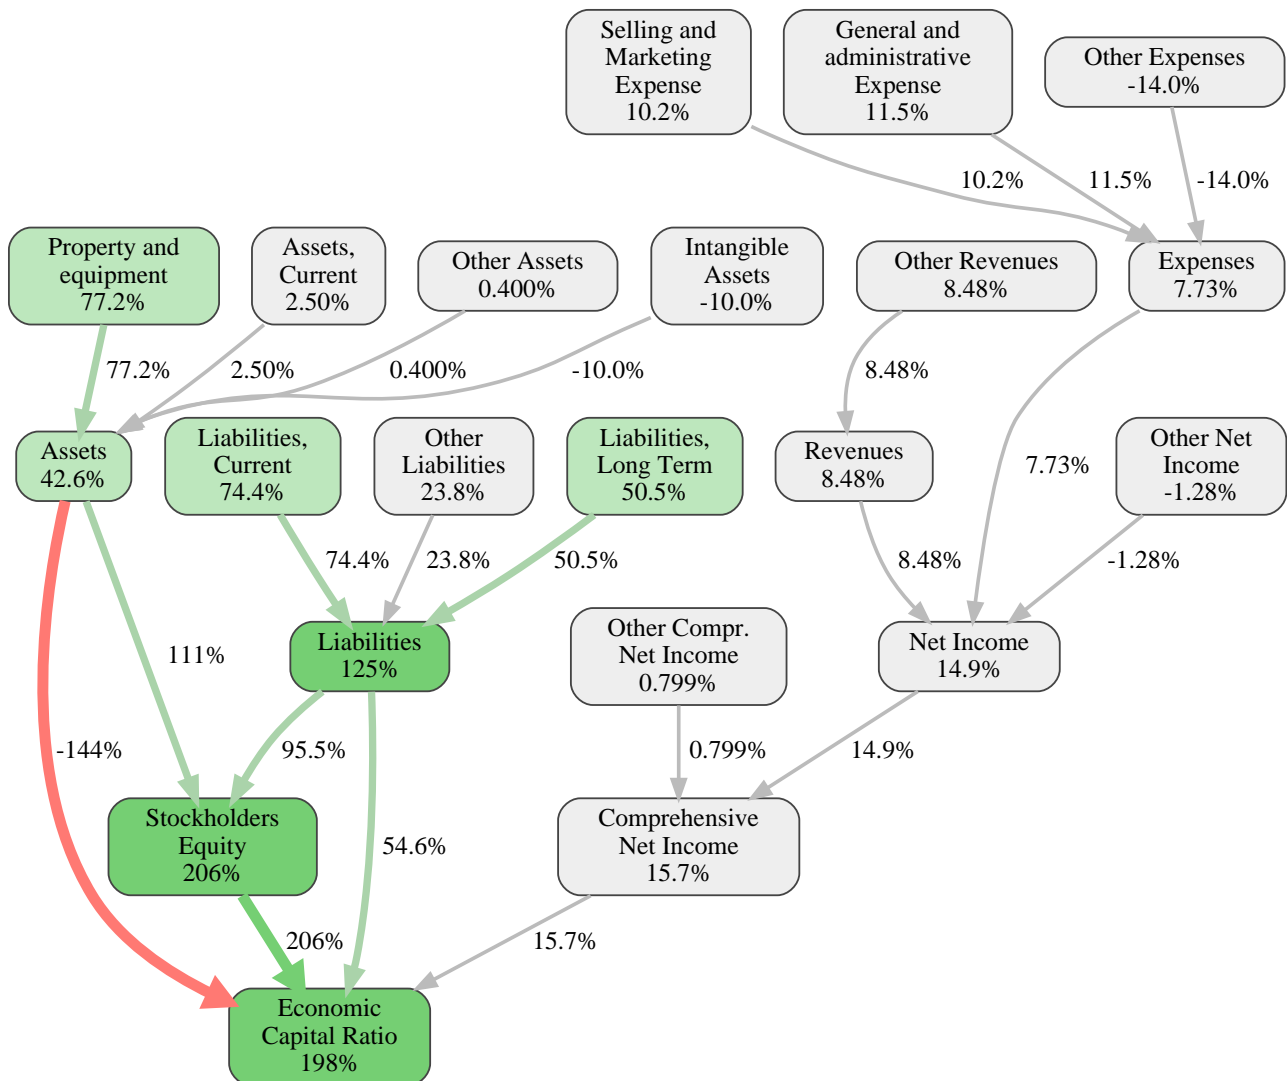 Selling and
Marketing
Expense
10.2%
General and
administrative
Expense
11.5%
Other Expenses
-14.0%
10.2%
11.5%
-14.0%
Property and
equipment
77.2%
Assets,
Current
2.50%
Other Assets
0.400%
Intangible
Assets
-10.0%
Other Revenues
8.48%
Expenses
7.73%
77.2%
2.50%
0.400%
-10.0%
8.48%
Assets
42.6%
Liabilities,
Current
74.4%
Other
Liabilities
23.8%
Liabilities,
Long Term
50.5%
Revenues
8.48%
7.73%
Other Net
Income
-1.28%
74.4%
23.8%
50.5%
8.48%
-1.28%
111%
Liabilities
125%
Other Compr.
Net Income
0.799%
Net Income
14.9%
-144%
95.5%
0.799%
14.9%
Stockholders
Equity
206%
54.6%
Comprehensive
Net Income
15.7%
206%
15.7%
Economic
Capital Ratio
198%